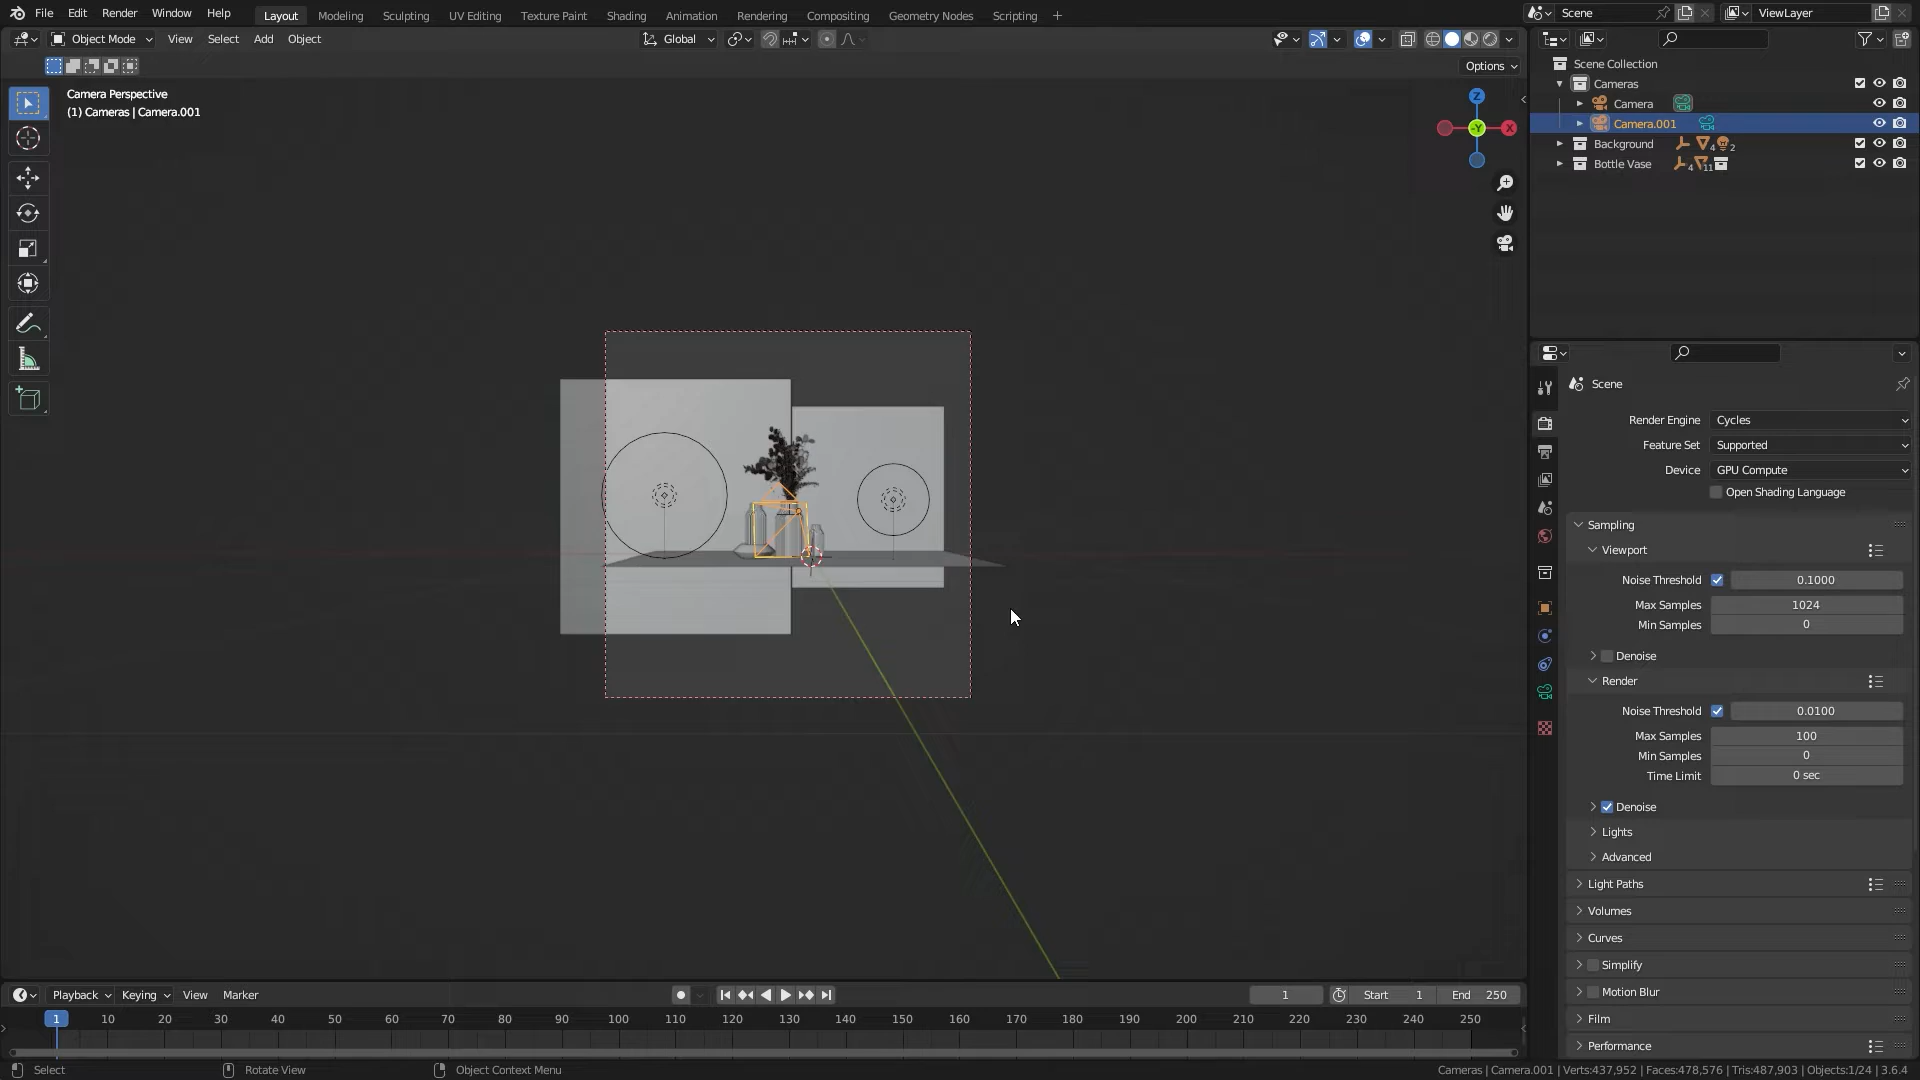 File Edit Render Window Help Layout Modeling Sculpting UV Editing Texture Paint Shading Animation Rendering Compositing Geometry Nodes Scripting + Scene ViewLayer
Object Mode View Select Add Object Global
Options
Camera Perspective
(1) Cameras | Camera.001
Z
-Y X
Scene Collection
Cameras
Camera
Camera.001
Background 4 2
Bottle Vase 4 11
Scene
Render Engine Cycles
Feature Set Supported
Device GPU Compute
Open Shading Language
Sampling
Viewport
Noise Threshold 0.1000
Max Samples 1024
Min Samples 0
Denoise
Render
Noise Threshold 0.0100
Max Samples 100
Min Samples 0
Time Limit 0 sec
Denoise
Lights
Advanced
Light Paths
Volumes
Curves
Simplify
Motion Blur
Film
Performance
Playback Keying View Marker 1 Start 1 End 250
1 10 20 30 40 50 60 70 80 90 100 110 120 130 140 150 160 170 180 190 200 210 220 230 240 250
Select Rotate View Object Context Menu Cameras | Camera.001 | Verts:437,952 | Faces:478,576 | Tris:487,903 | Objects:1/24 | 3.6.4